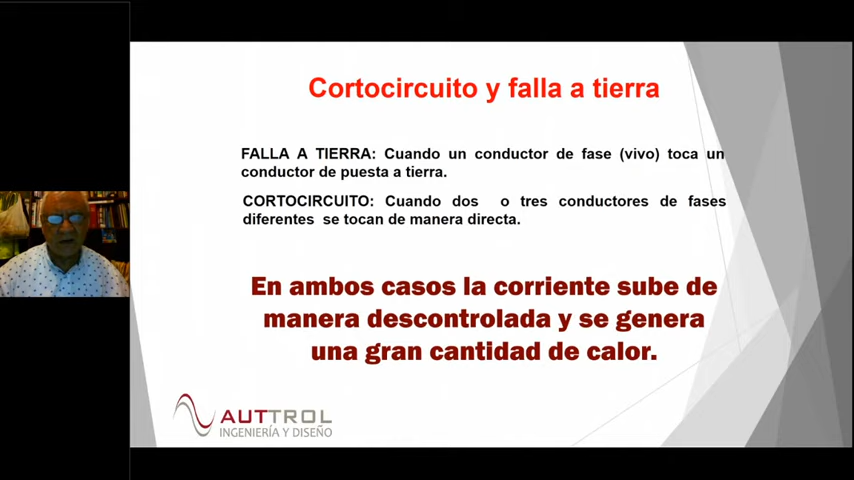 Cortocircuito y falla a tierra
FALLA A TIERRA: Cuando un conductor de fase (vivo) toca un
conductor de puesta a tierra.
CORTOCIRCUITO: Cuando dos o tres conductores de fases
diferentes se tocan de manera directa.
En ambos casos la corriente sube de
manera descontrolada y se genera
una gran cantidad de calor.
AUTTROL
INGENIERÍA Y DISEÑO